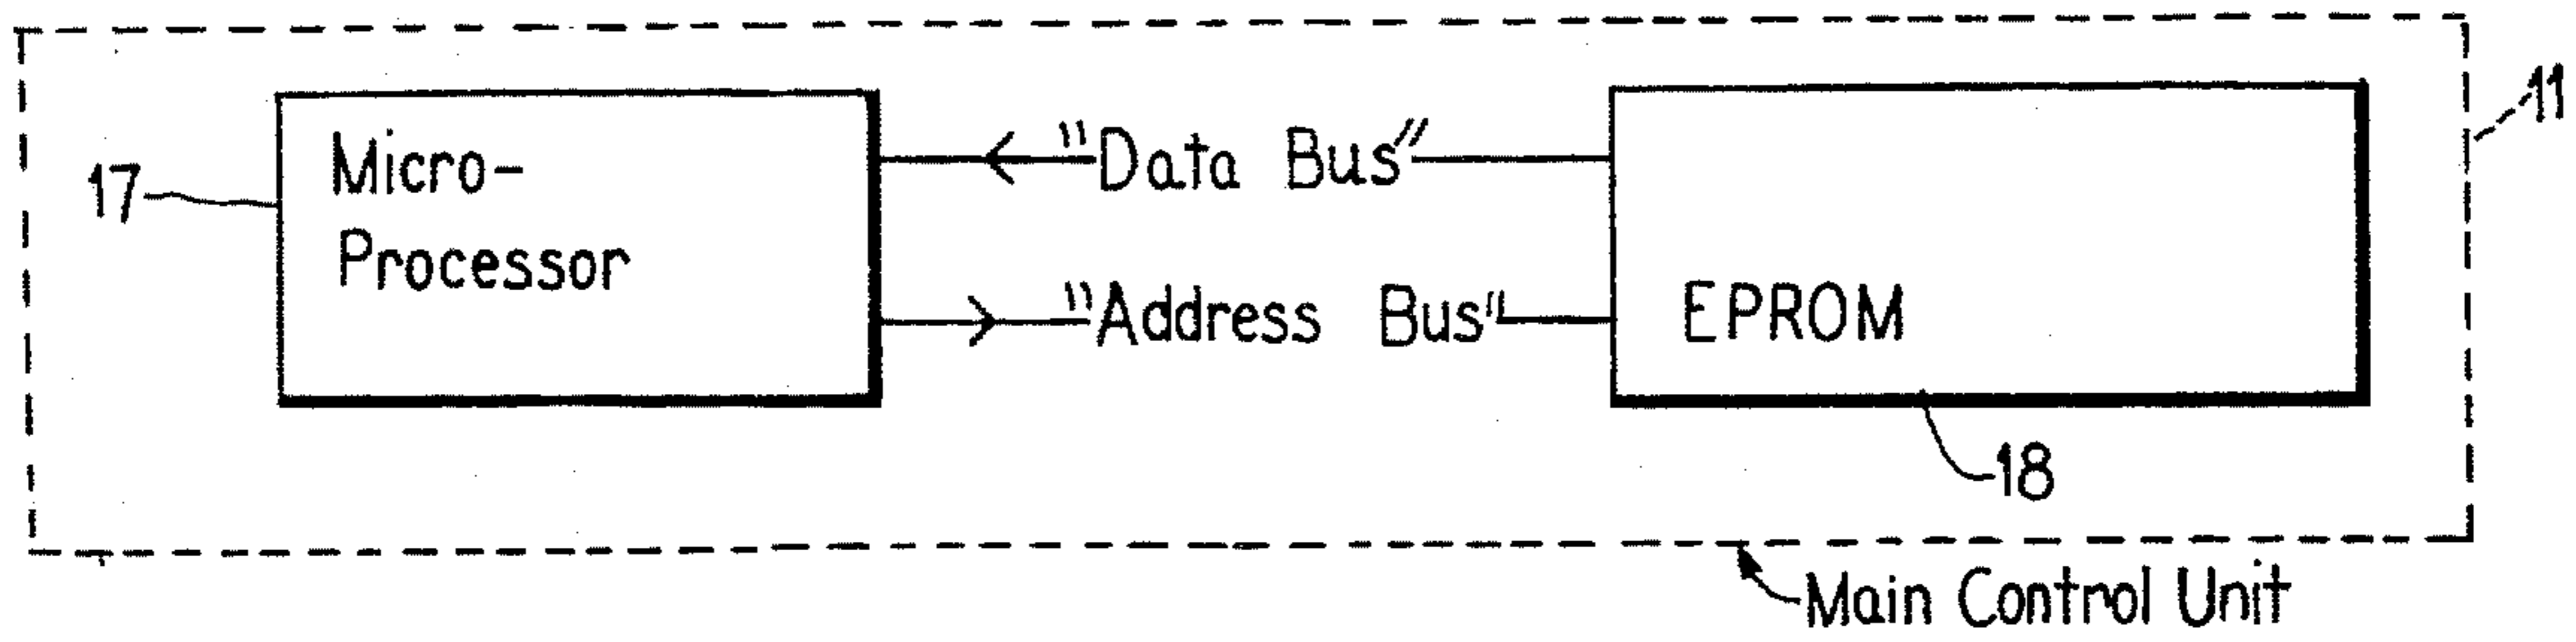 11
17
Micro-
Processor
"Data Bus"
"Address Bus"
EPROM
18
Main Control Unit